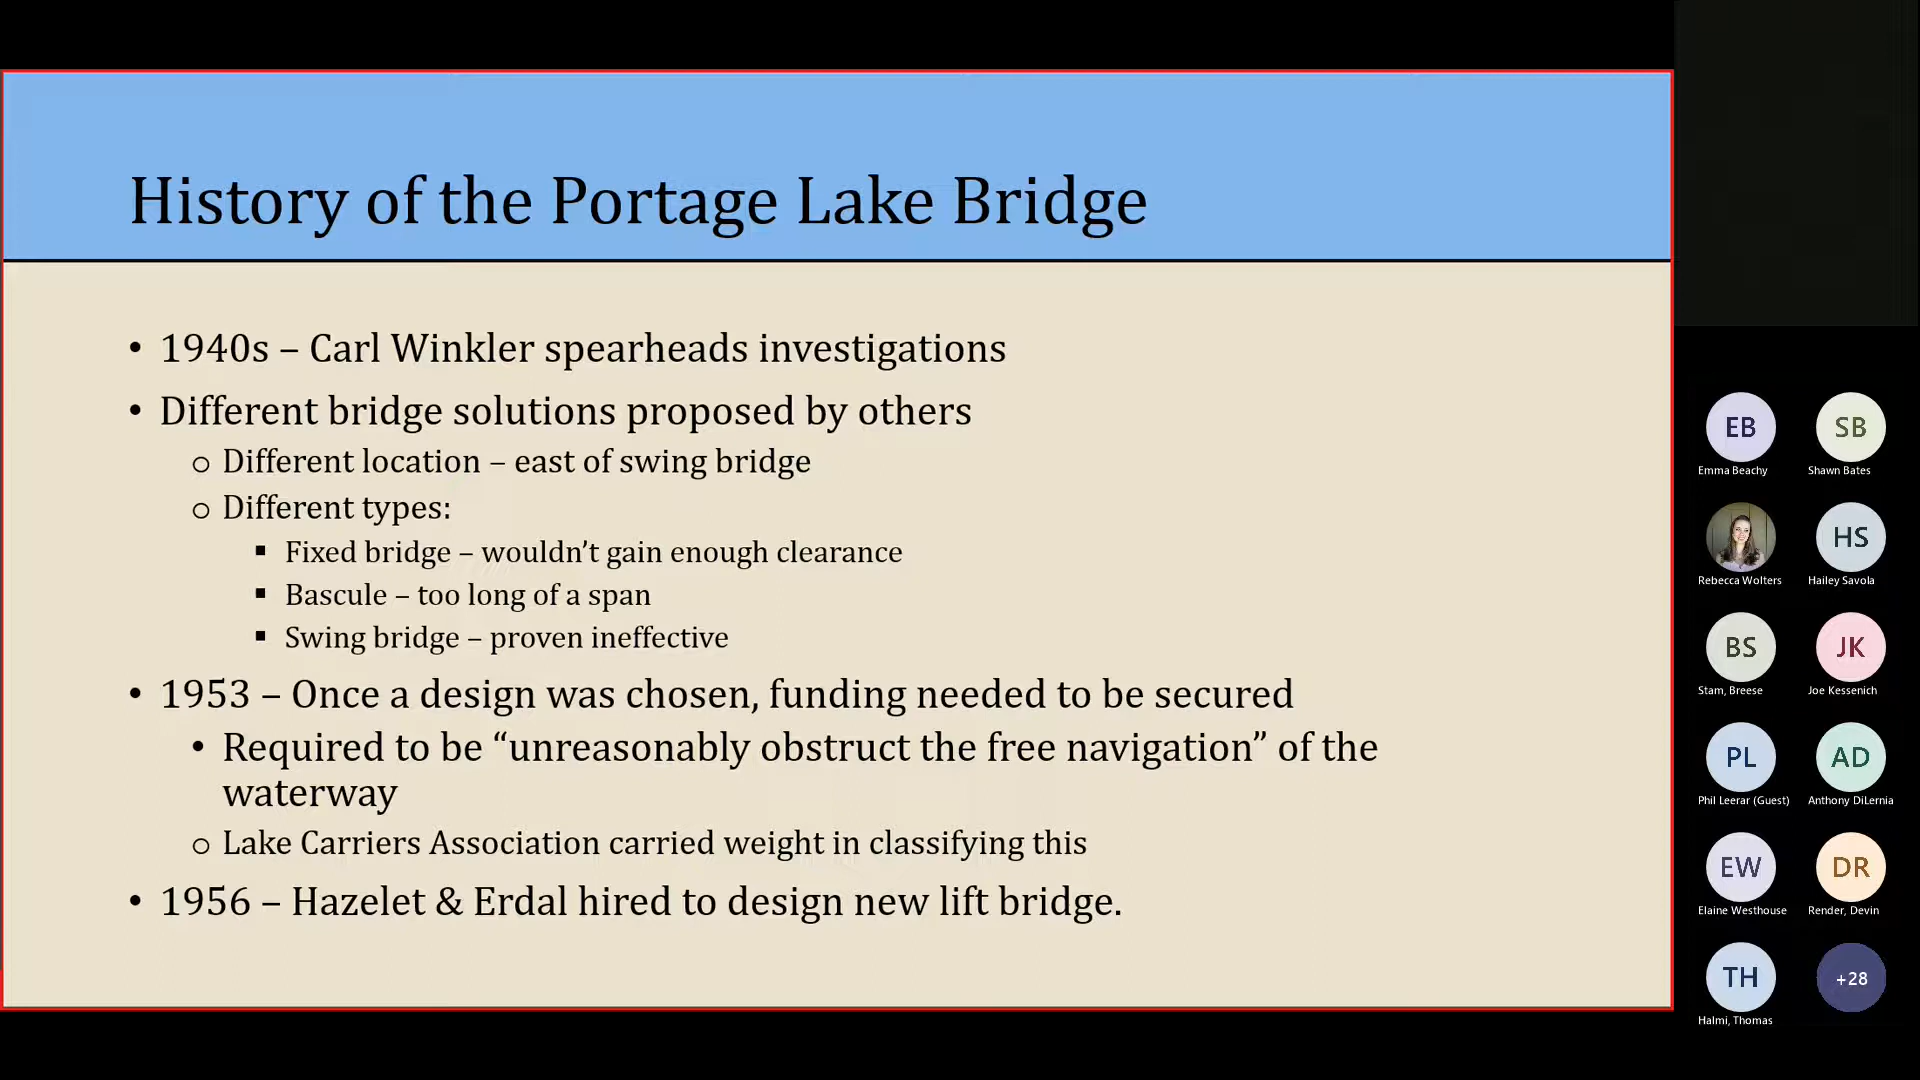 History of the Portage Lake Bridge
• 1940s – Carl Winkler spearheads investigations
• Different bridge solutions proposed by others
o Different location – east of swing bridge
o Different types:
▪ Fixed bridge – wouldn’t gain enough clearance
▪ Bascule – too long of a span
▪ Swing bridge – proven ineffective
• 1953 – Once a design was chosen, funding needed to be secured
• Required to be “unreasonably obstruct the free navigation” of the
waterway
o Lake Carriers Association carried weight in classifying this
• 1956 – Hazelet & Erdal hired to design new lift bridge.
EB
Emma Beachy
SB
Shawn Bates
Rebecca Wolters
HS
Hailey Savola
BS
Stam, Breese
JK
Joe Kessenich
PL
Phil Leerar (Guest)
AD
Anthony DiLernia
EW
Elaine Westhouse
DR
Render, Devin
TH
Halmi, Thomas
+28